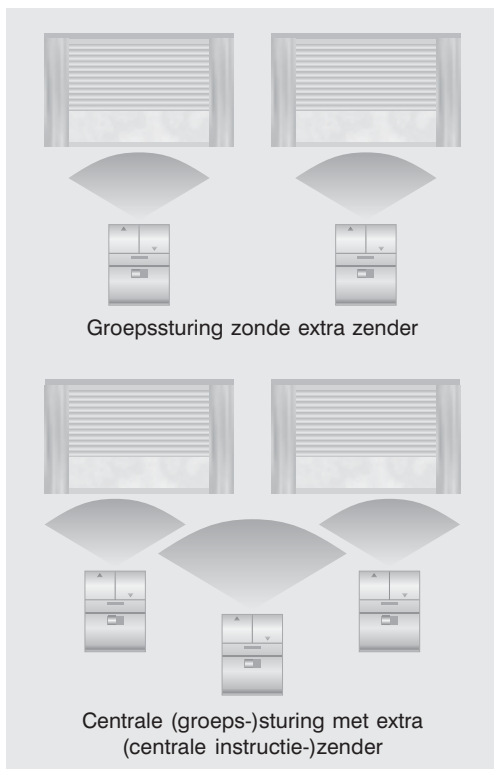 Groepssturing zonde extra zender
Centrale (groeps-)sturing met extra
(centrale instructie-)zender